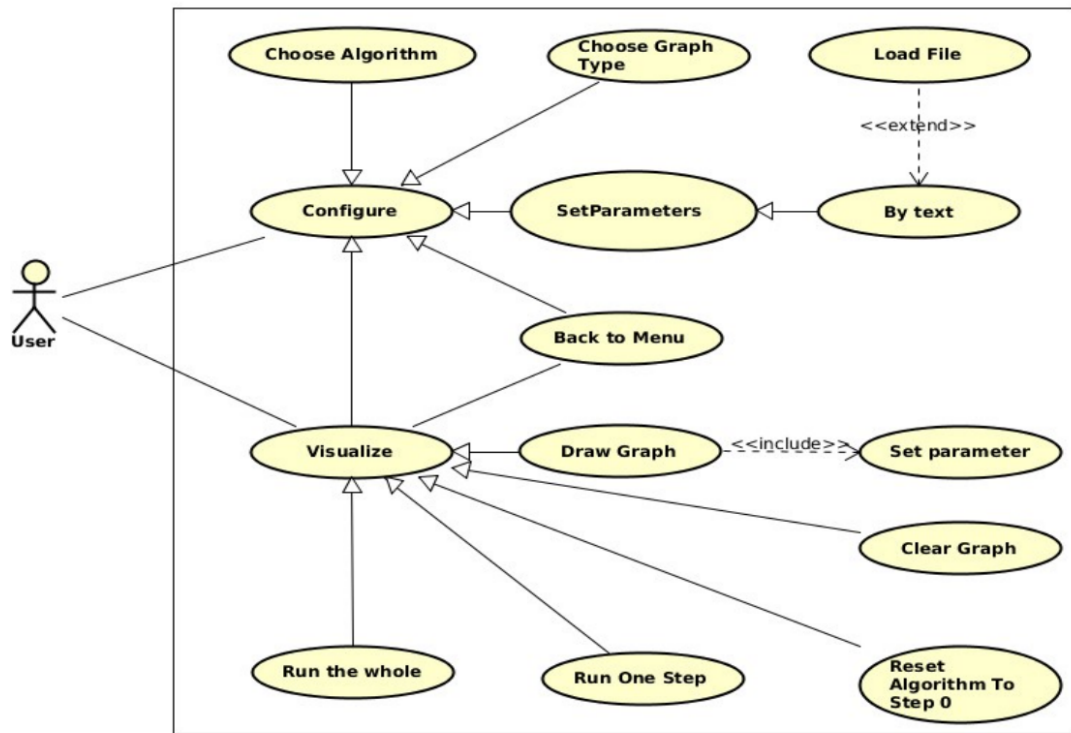 Choose Algorithm
Choose Graph
Type
Load File
<<extend>>
Configure
SetParameters
By text
User
Back to Menu
Visualize
Draw Graph
<<include>>
Set parameter
Clear Graph
Run the whole
Run One Step
Reset
Algorithm To
Step 0